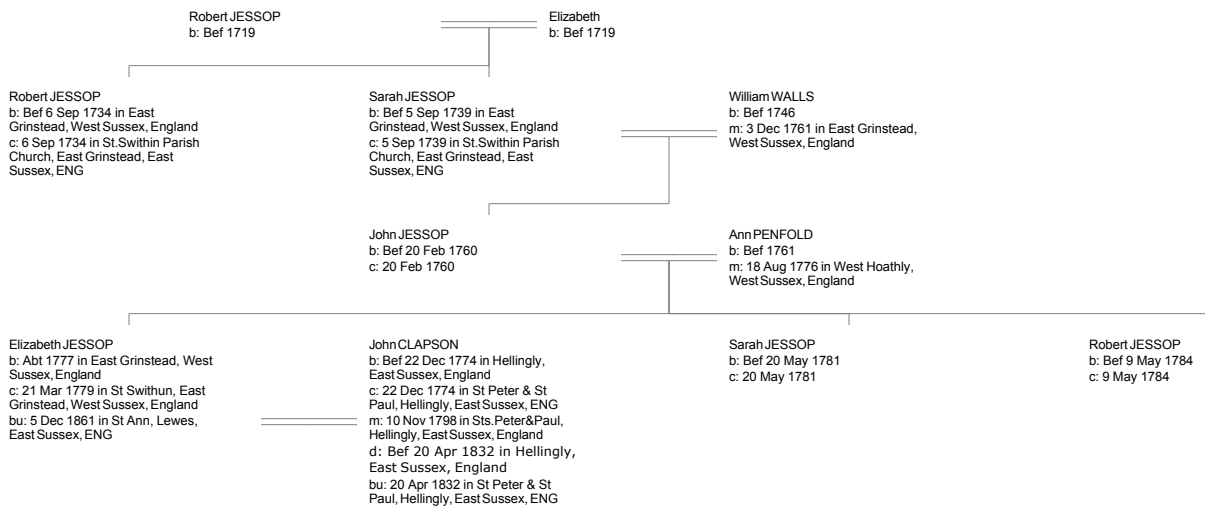 Robert JESSOP
b: Bef 1719
Elizabeth
b: Bef 1719
Robert JESSOP
b: Bef 6 Sep 1734 in East
Grinstead, West Sussex, England
c: 6 Sep 1734 in St.Swithin Parish
Church, East Grinstead, East
Sussex, ENG
Sarah JESSOP
b: Bef 5 Sep 1739 in East
Grinstead, West Sussex, England
c: 5 Sep 1739 in St.Swithin Parish
Church, East Grinstead, East
Sussex, ENG
William WALLS
b: Bef 1746
m: 3 Dec 1761 in East Grinstead,
West Sussex, England
John JESSOP
b: Bef 20 Feb 1760
c: 20 Feb 1760
Ann PENFOLD
b: Bef 1761
m: 18 Aug 1776 in West Hoathly,
West Sussex, England
Elizabeth JESSOP
b: Abt 1777 in East Grinstead, West
Sussex, England
c: 21 Mar 1779 in St Swithun, East
Grinstead, West Sussex, England
bu: 5 Dec 1861 in St Ann, Lewes,
East Sussex, ENG
John CLAPSON
b: Bef 22 Dec 1774 in Hellingly,
East Sussex, England
c: 22 Dec 1774 in St Peter & St
Paul, Hellingly, East Sussex, ENG
m: 10 Nov 1798 in Sts.Peter&Paul,
Hellingly, East Sussex, England
d: Bef 20 Apr 1832 in Hellingly,
East Sussex, England
bu: 20 Apr 1832 in St Peter & St
Paul, Hellingly, East Sussex, ENG
Sarah JESSOP
b: Bef 20 May 1781
c: 20 May 1781
Robert JESSOP
b: Bef 9 May 1784
c: 9 May 1784